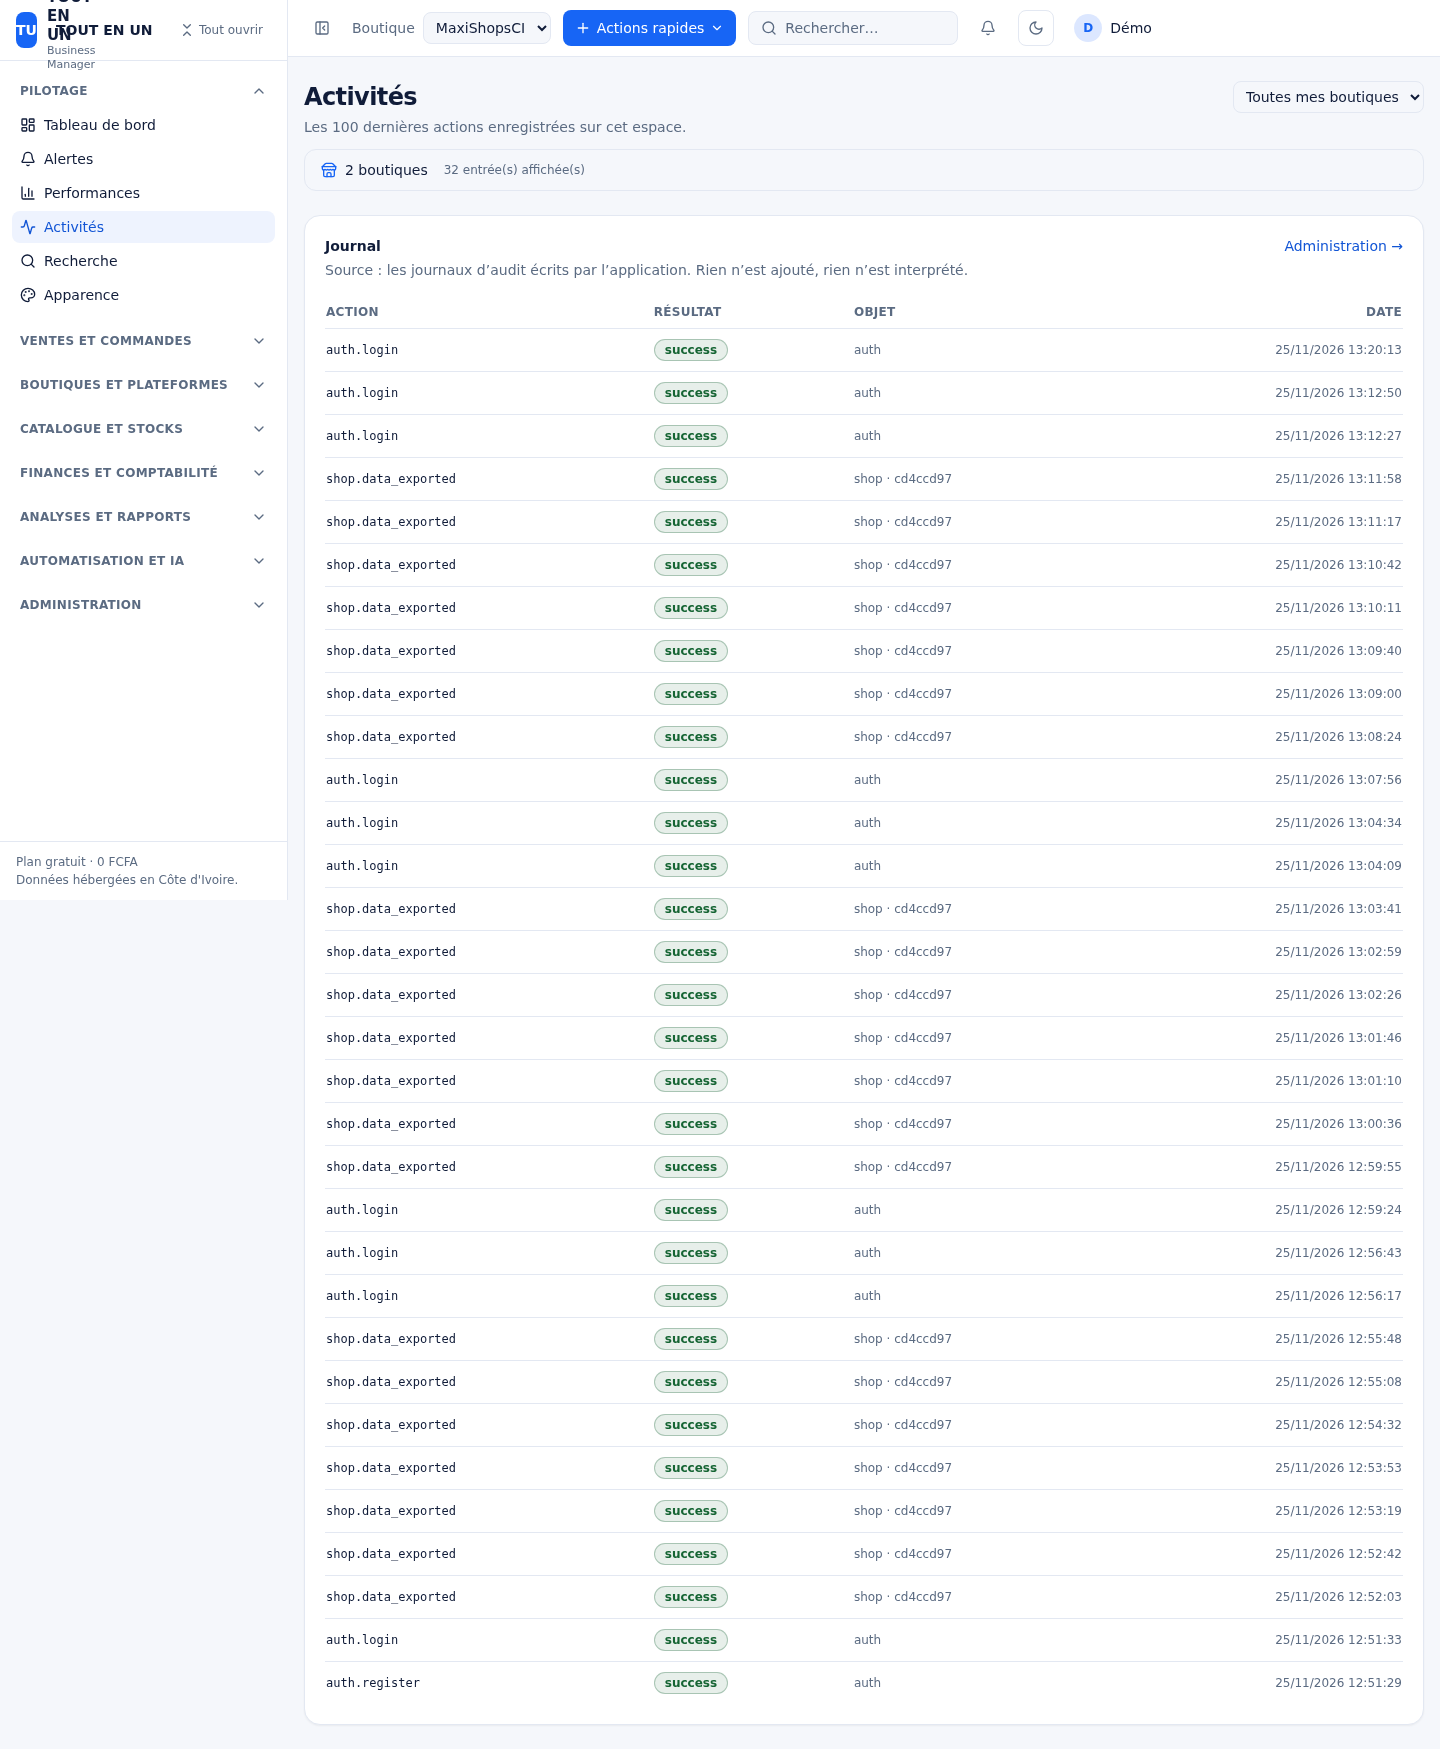 TU
TOUT
EN
UN
TOUT EN UN
Business
Manager
Tout ouvrir
Boutique
MaxiShopsCI
Actions rapides
Rechercher…
D
Démo
PILOTAGE
Tableau de bord
Alertes
Performances
Activités
Recherche
Apparence
VENTES ET COMMANDES
BOUTIQUES ET PLATEFORMES
CATALOGUE ET STOCKS
FINANCES ET COMPTABILITÉ
ANALYSES ET RAPPORTS
AUTOMATISATION ET IA
ADMINISTRATION
Plan gratuit · 0 FCFA
Données hébergées en Côte d'Ivoire.
Activités
Toutes mes boutiques
Les 100 dernières actions enregistrées sur cet espace.
2 boutiques 32 entrée(s) affichée(s)
Journal
Administration →
Source : les journaux d’audit écrits par l’application. Rien n’est ajouté, rien n’est interprété.
ACTION RÉSULTAT OBJET DATE
auth.login success auth 25/11/2026 13:20:13
auth.login success auth 25/11/2026 13:12:50
auth.login success auth 25/11/2026 13:12:27
shop.data_exported success shop · cd4ccd97 25/11/2026 13:11:58
shop.data_exported success shop · cd4ccd97 25/11/2026 13:11:17
shop.data_exported success shop · cd4ccd97 25/11/2026 13:10:42
shop.data_exported success shop · cd4ccd97 25/11/2026 13:10:11
shop.data_exported success shop · cd4ccd97 25/11/2026 13:09:40
shop.data_exported success shop · cd4ccd97 25/11/2026 13:09:00
shop.data_exported success shop · cd4ccd97 25/11/2026 13:08:24
auth.login success auth 25/11/2026 13:07:56
auth.login success auth 25/11/2026 13:04:34
auth.login success auth 25/11/2026 13:04:09
shop.data_exported success shop · cd4ccd97 25/11/2026 13:03:41
shop.data_exported success shop · cd4ccd97 25/11/2026 13:02:59
shop.data_exported success shop · cd4ccd97 25/11/2026 13:02:26
shop.data_exported success shop · cd4ccd97 25/11/2026 13:01:46
shop.data_exported success shop · cd4ccd97 25/11/2026 13:01:10
shop.data_exported success shop · cd4ccd97 25/11/2026 13:00:36
shop.data_exported success shop · cd4ccd97 25/11/2026 12:59:55
auth.login success auth 25/11/2026 12:59:24
auth.login success auth 25/11/2026 12:56:43
auth.login success auth 25/11/2026 12:56:17
shop.data_exported success shop · cd4ccd97 25/11/2026 12:55:48
shop.data_exported success shop · cd4ccd97 25/11/2026 12:55:08
shop.data_exported success shop · cd4ccd97 25/11/2026 12:54:32
shop.data_exported success shop · cd4ccd97 25/11/2026 12:53:53
shop.data_exported success shop · cd4ccd97 25/11/2026 12:53:19
shop.data_exported success shop · cd4ccd97 25/11/2026 12:52:42
shop.data_exported success shop · cd4ccd97 25/11/2026 12:52:03
auth.login success auth 25/11/2026 12:51:33
auth.register success auth 25/11/2026 12:51:29